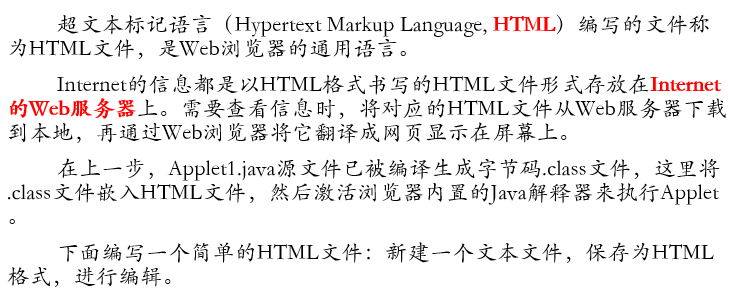 超文本标记语言（Hypertext Markup Language, HTML）编写的文件称
为HTML文件，是Web浏览器的通用语言。
Internet的信息都是以HTML格式书写的HTML文件形式存放在Internet
的Web服务器上。需要查看信息时，将对应的HTML文件从Web服务器下载
到本地，再通过Web浏览器将它翻译成网页显示在屏幕上。
在上一步，Applet1.java源文件已被编译生成字节码.class文件，这里将
.class文件嵌入HTML文件，然后激活浏览器内置的Java解释器来执行Applet
。
下面编写一个简单的HTML文件：新建一个文本文件，保存为HTML
格式，进行编辑。